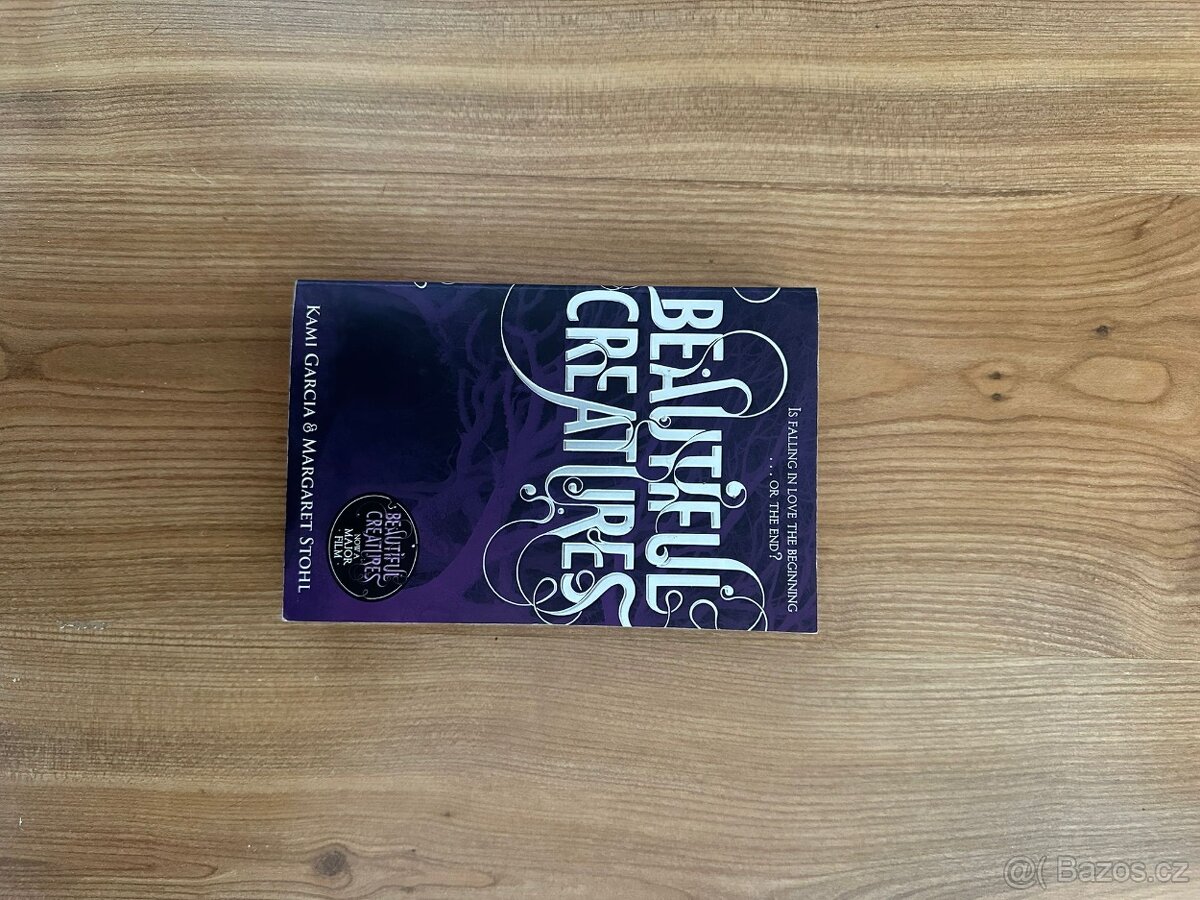 Is falling in love the beginning
. . . or the end?
BEAUTIFUL
CREATURES
BEAUTIFUL
CREATURES
NOW A
MAJOR
FILM
Kami Garcia & Margaret Stohl
@( Bazos.cz